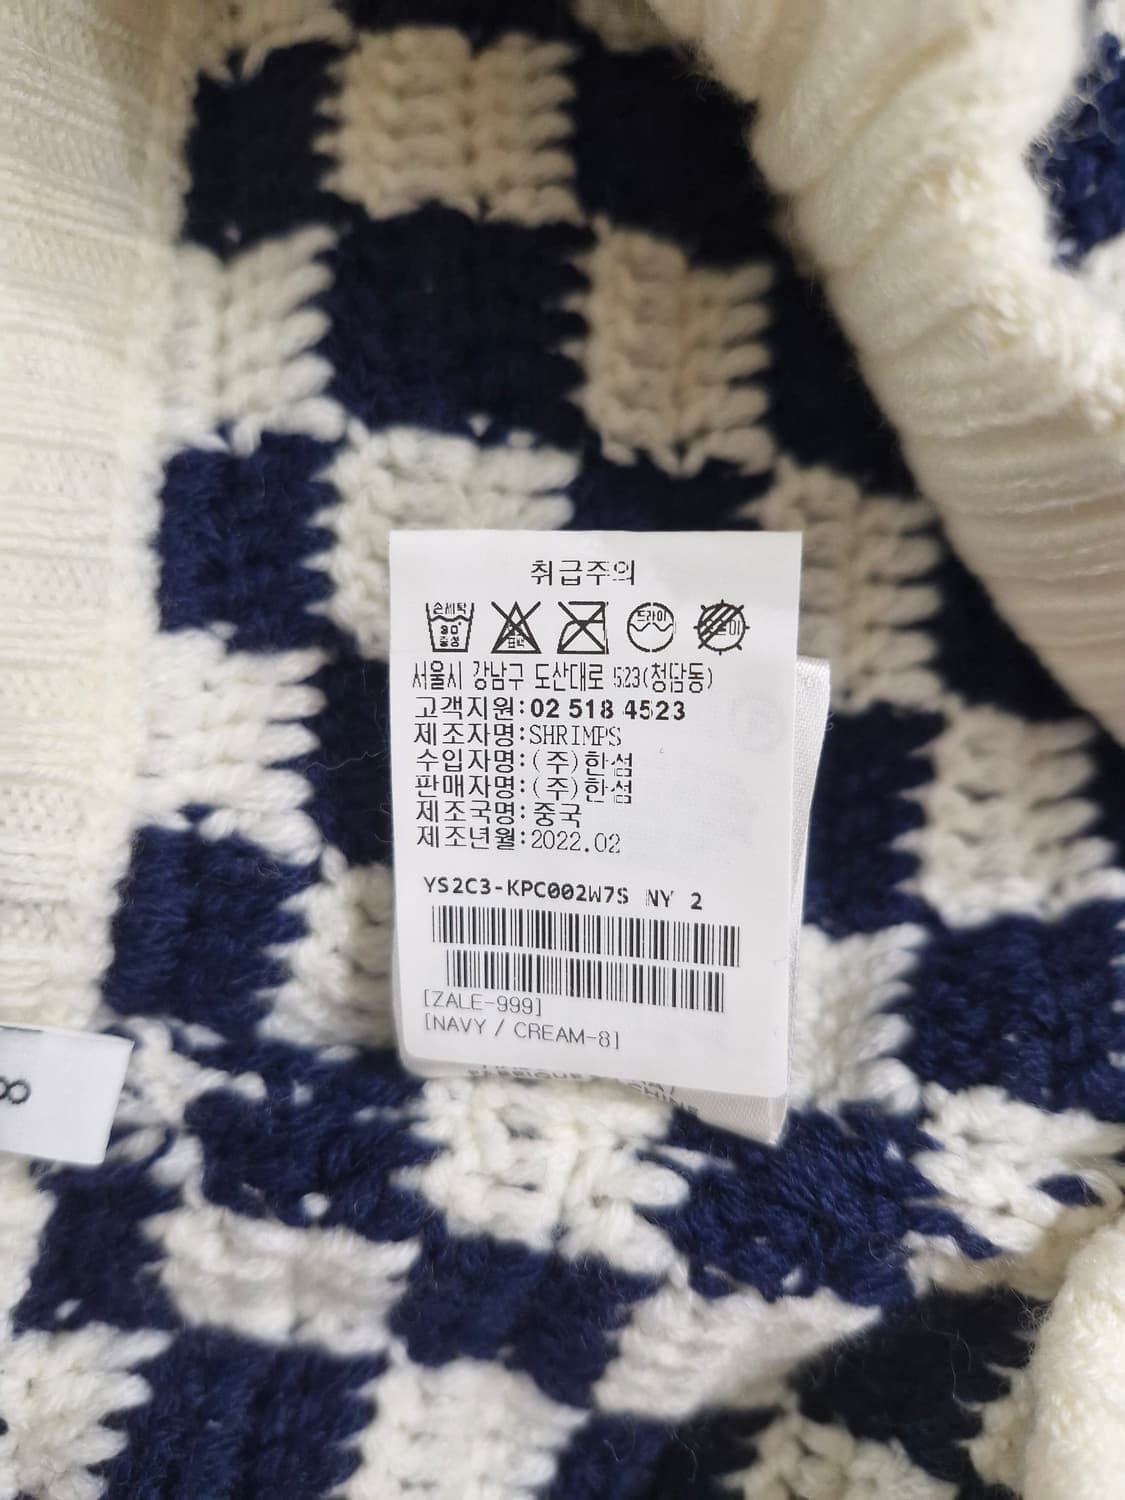 취급주의
손세탁
30°
중성
표백
드라이
서울시 강남구 도산대로 523(청담동)
고객지원:02 518 4523
제조자명:SHRIMPS
수입자명:(주)한섬
판매자명:(주)한섬
제조국명:중국
제조년월:2022.02
YS2C3-KPC002W7S NY 2
[ZALE-999]
[NAVY / CREAM-8]
8